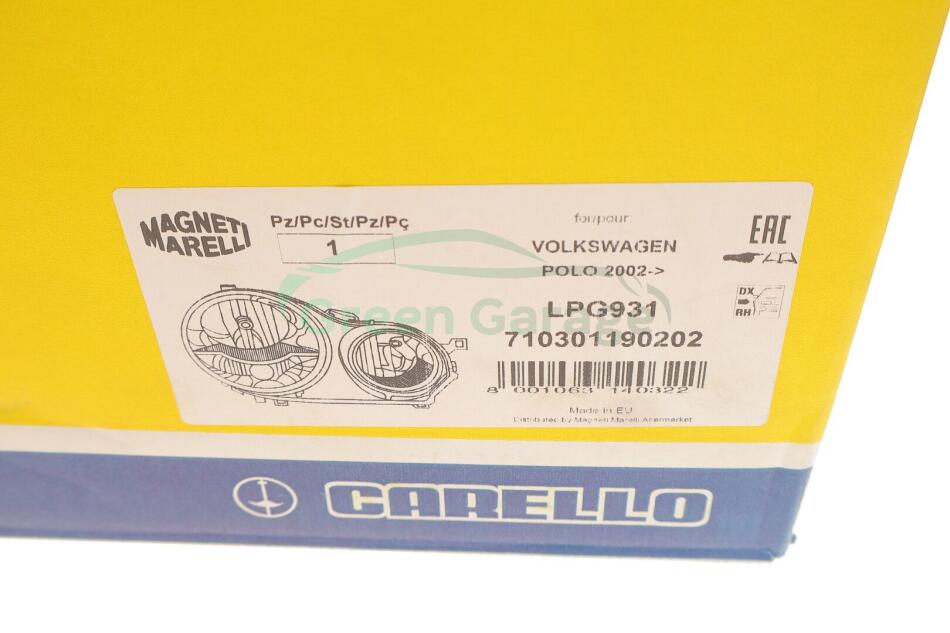 MAGNETI
MARELLI
Pz/Pc/St/Pz/Pç
1
for/pour:
VOLKSWAGEN
POLO 2002->
LPG931
710301190202
8 001063 140322
Made in EU
Distributed by Magneti Marelli Aftermarket
EAC
DX
RH
Green Garage
CARELLO